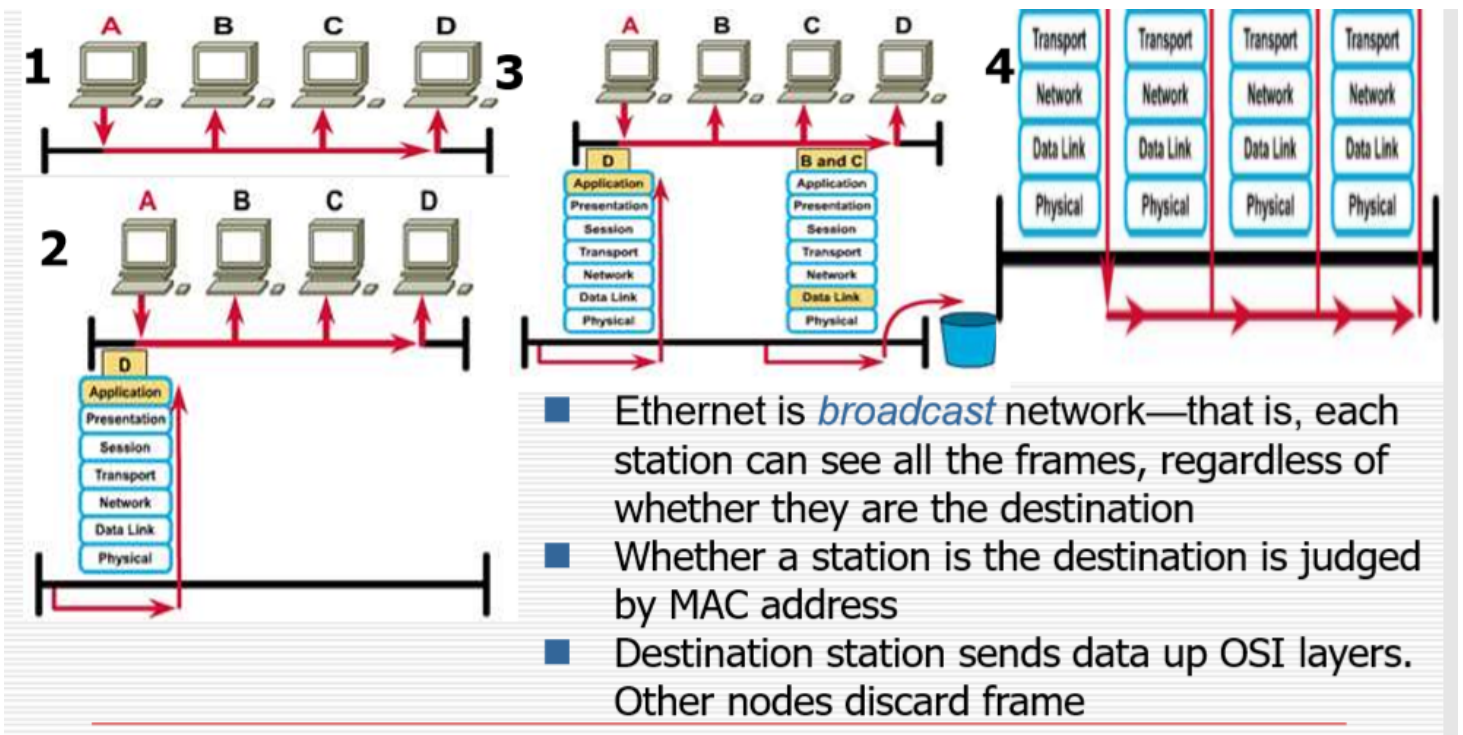 1
A B C D
2
A B C D
D
Application
Presentation
Session
Transport
Network
Data Link
Physical
3
A B C D
D
Application
Presentation
Session
Transport
Network
Data Link
Physical
B and C
Application
Presentation
Session
Transport
Network
Data Link
Physical
4
Transport Transport Transport Transport
Network Network Network Network
Data Link Data Link Data Link Data Link
Physical Physical Physical Physical
Ethernet is broadcast network—that is, each
station can see all the frames, regardless of
whether they are the destination
Whether a station is the destination is judged
by MAC address
Destination station sends data up OSI layers.
Other nodes discard frame